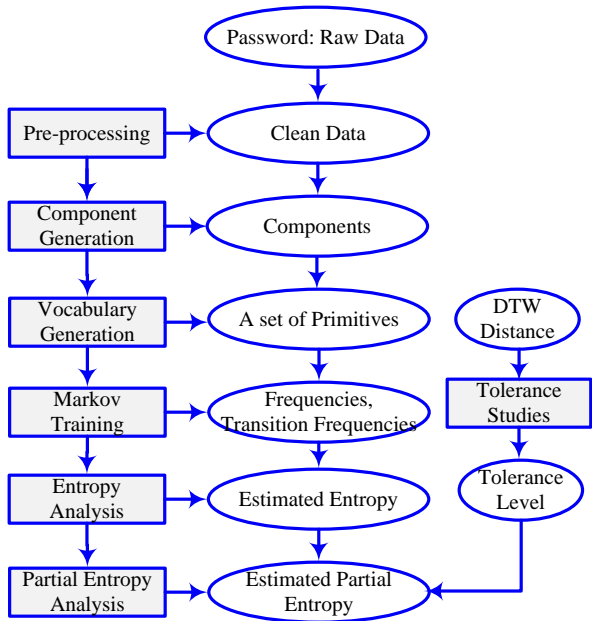 Password: Raw Data
Pre-processing
Clean Data
Component
Generation
Components
Vocabulary
Generation
A set of Primitives
DTW
Distance
Markov
Training
Frequencies,
Transition Frequencies
Tolerance
Studies
Entropy
Analysis
Estimated Entropy
Tolerance
Level
Partial Entropy
Analysis
Estimated Partial
Entropy